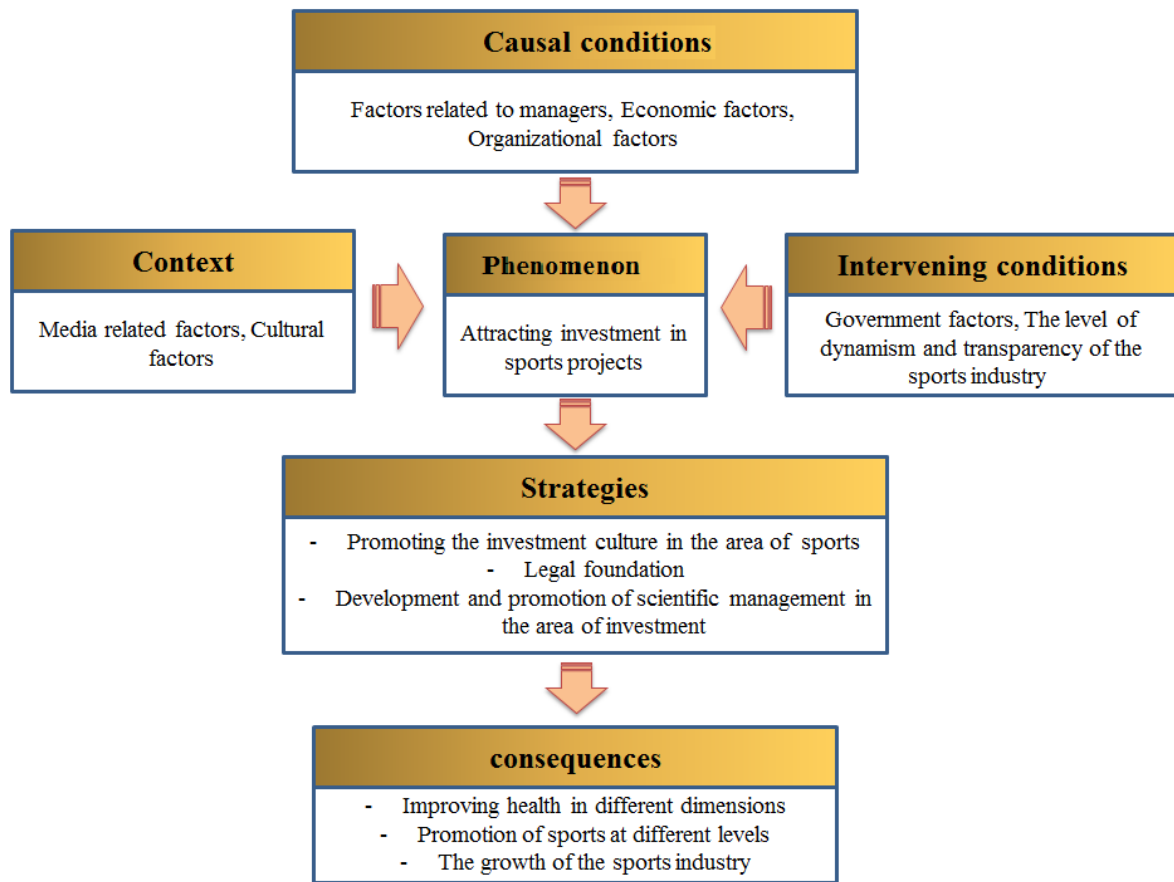 Causal conditions
Factors related to managers, Economic factors,
Organizational factors
Context
Media related factors, Cultural
factors
Phenomenon
Attracting investment in
sports projects
Intervening conditions
Government factors, The level of
dynamism and transparency of the
sports industry
Strategies
- Promoting the investment culture in the area of sports
- Legal foundation
- Development and promotion of scientific management in
the area of investment
consequences
- Improving health in different dimensions
- Promotion of sports at different levels
- The growth of the sports industry